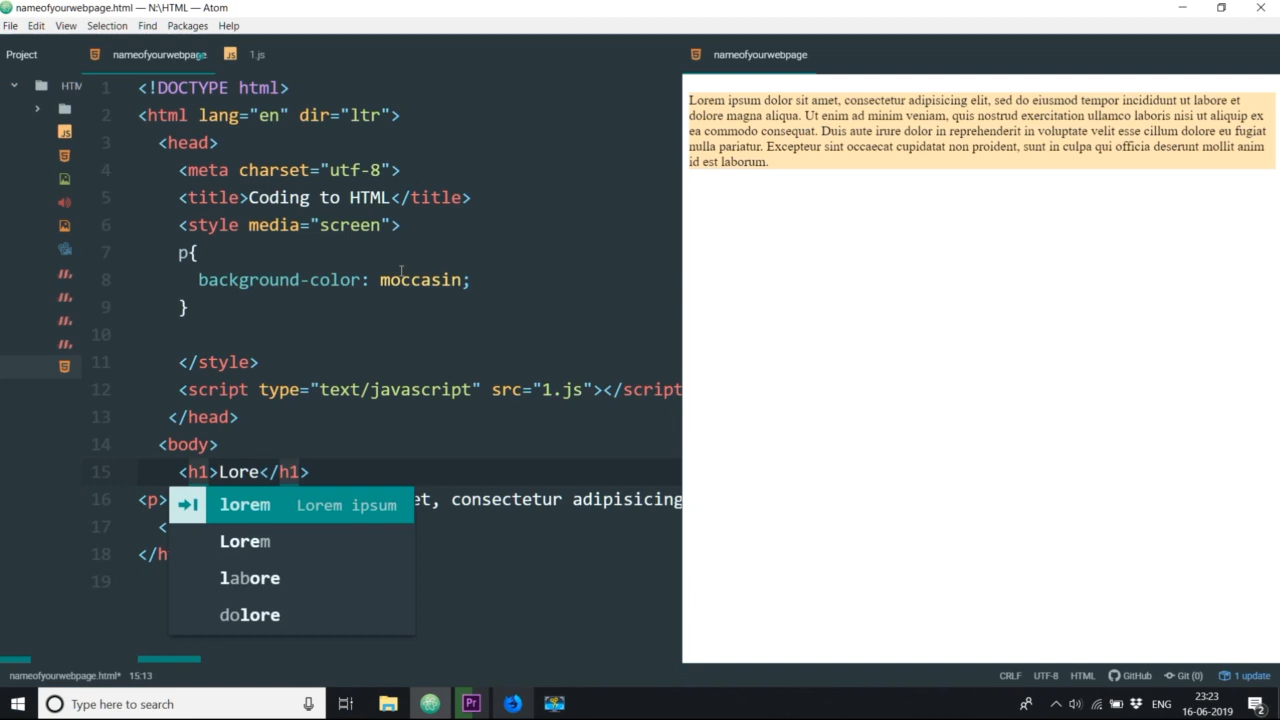 nameofyourwebpage.html — N:\HTML — Atom
File Edit View Selection Find Packages Help
Project
nameofyourwebpage
1.js
nameofyourwebpage
HTM
1 <!DOCTYPE html>
2 <html lang="en" dir="ltr">
3 <head>
4 <meta charset="utf-8">
5 <title>Coding to HTML</title>
6 <style media="screen">
7 p{
8 background-color: moccasin;
9 }
10
11 </style>
12 <script type="text/javascript" src="1.js"></script
13 </head>
14 <body>
15 <h1>Lore</h1>
16 <p> et, consectetur adipisicing
17 <
18 </h
19
lorem Lorem ipsum
Lorem
labore
dolore
Lorem ipsum dolor sit amet, consectetur adipisicing elit, sed do eiusmod tempor incididunt ut labore et
dolore magna aliqua. Ut enim ad minim veniam, quis nostrud exercitation ullamco laboris nisi ut aliquip ex
ea commodo consequat. Duis aute irure dolor in reprehenderit in voluptate velit esse cillum dolore eu fugiat
nulla pariatur. Excepteur sint occaecat cupidatat non proident, sunt in culpa qui officia deserunt mollit anim
id est laborum.
nameofyourwebpage.html* 15:13
CRLF UTF-8 HTML GitHub Git (0) 1 update
Type here to search
Pr
ENG
23:23
16-06-2019
2